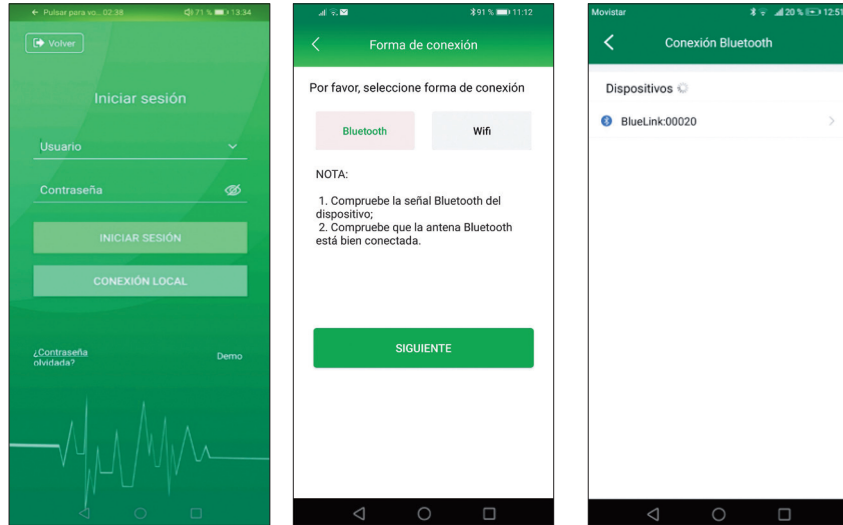 Pulsar para vo.. 02:38
71 % 13:34
Volver
Iniciar sesión
Usuario
Contraseña
INICIAR SESIÓN
CONEXIÓN LOCAL
¿Contraseña
olvidada?
Demo
91 % 11:12
Forma de conexión
Por favor, seleccione forma de conexión
Bluetooth
Wifi
NOTA:
1. Compruebe la señal Bluetooth del
dispositivo;
2. Compruebe que la antena Bluetooth
está bien conectada.
SIGUIENTE
Movistar
20 % 12:51
Conexión Bluetooth
Dispositivos
BlueLink:00020